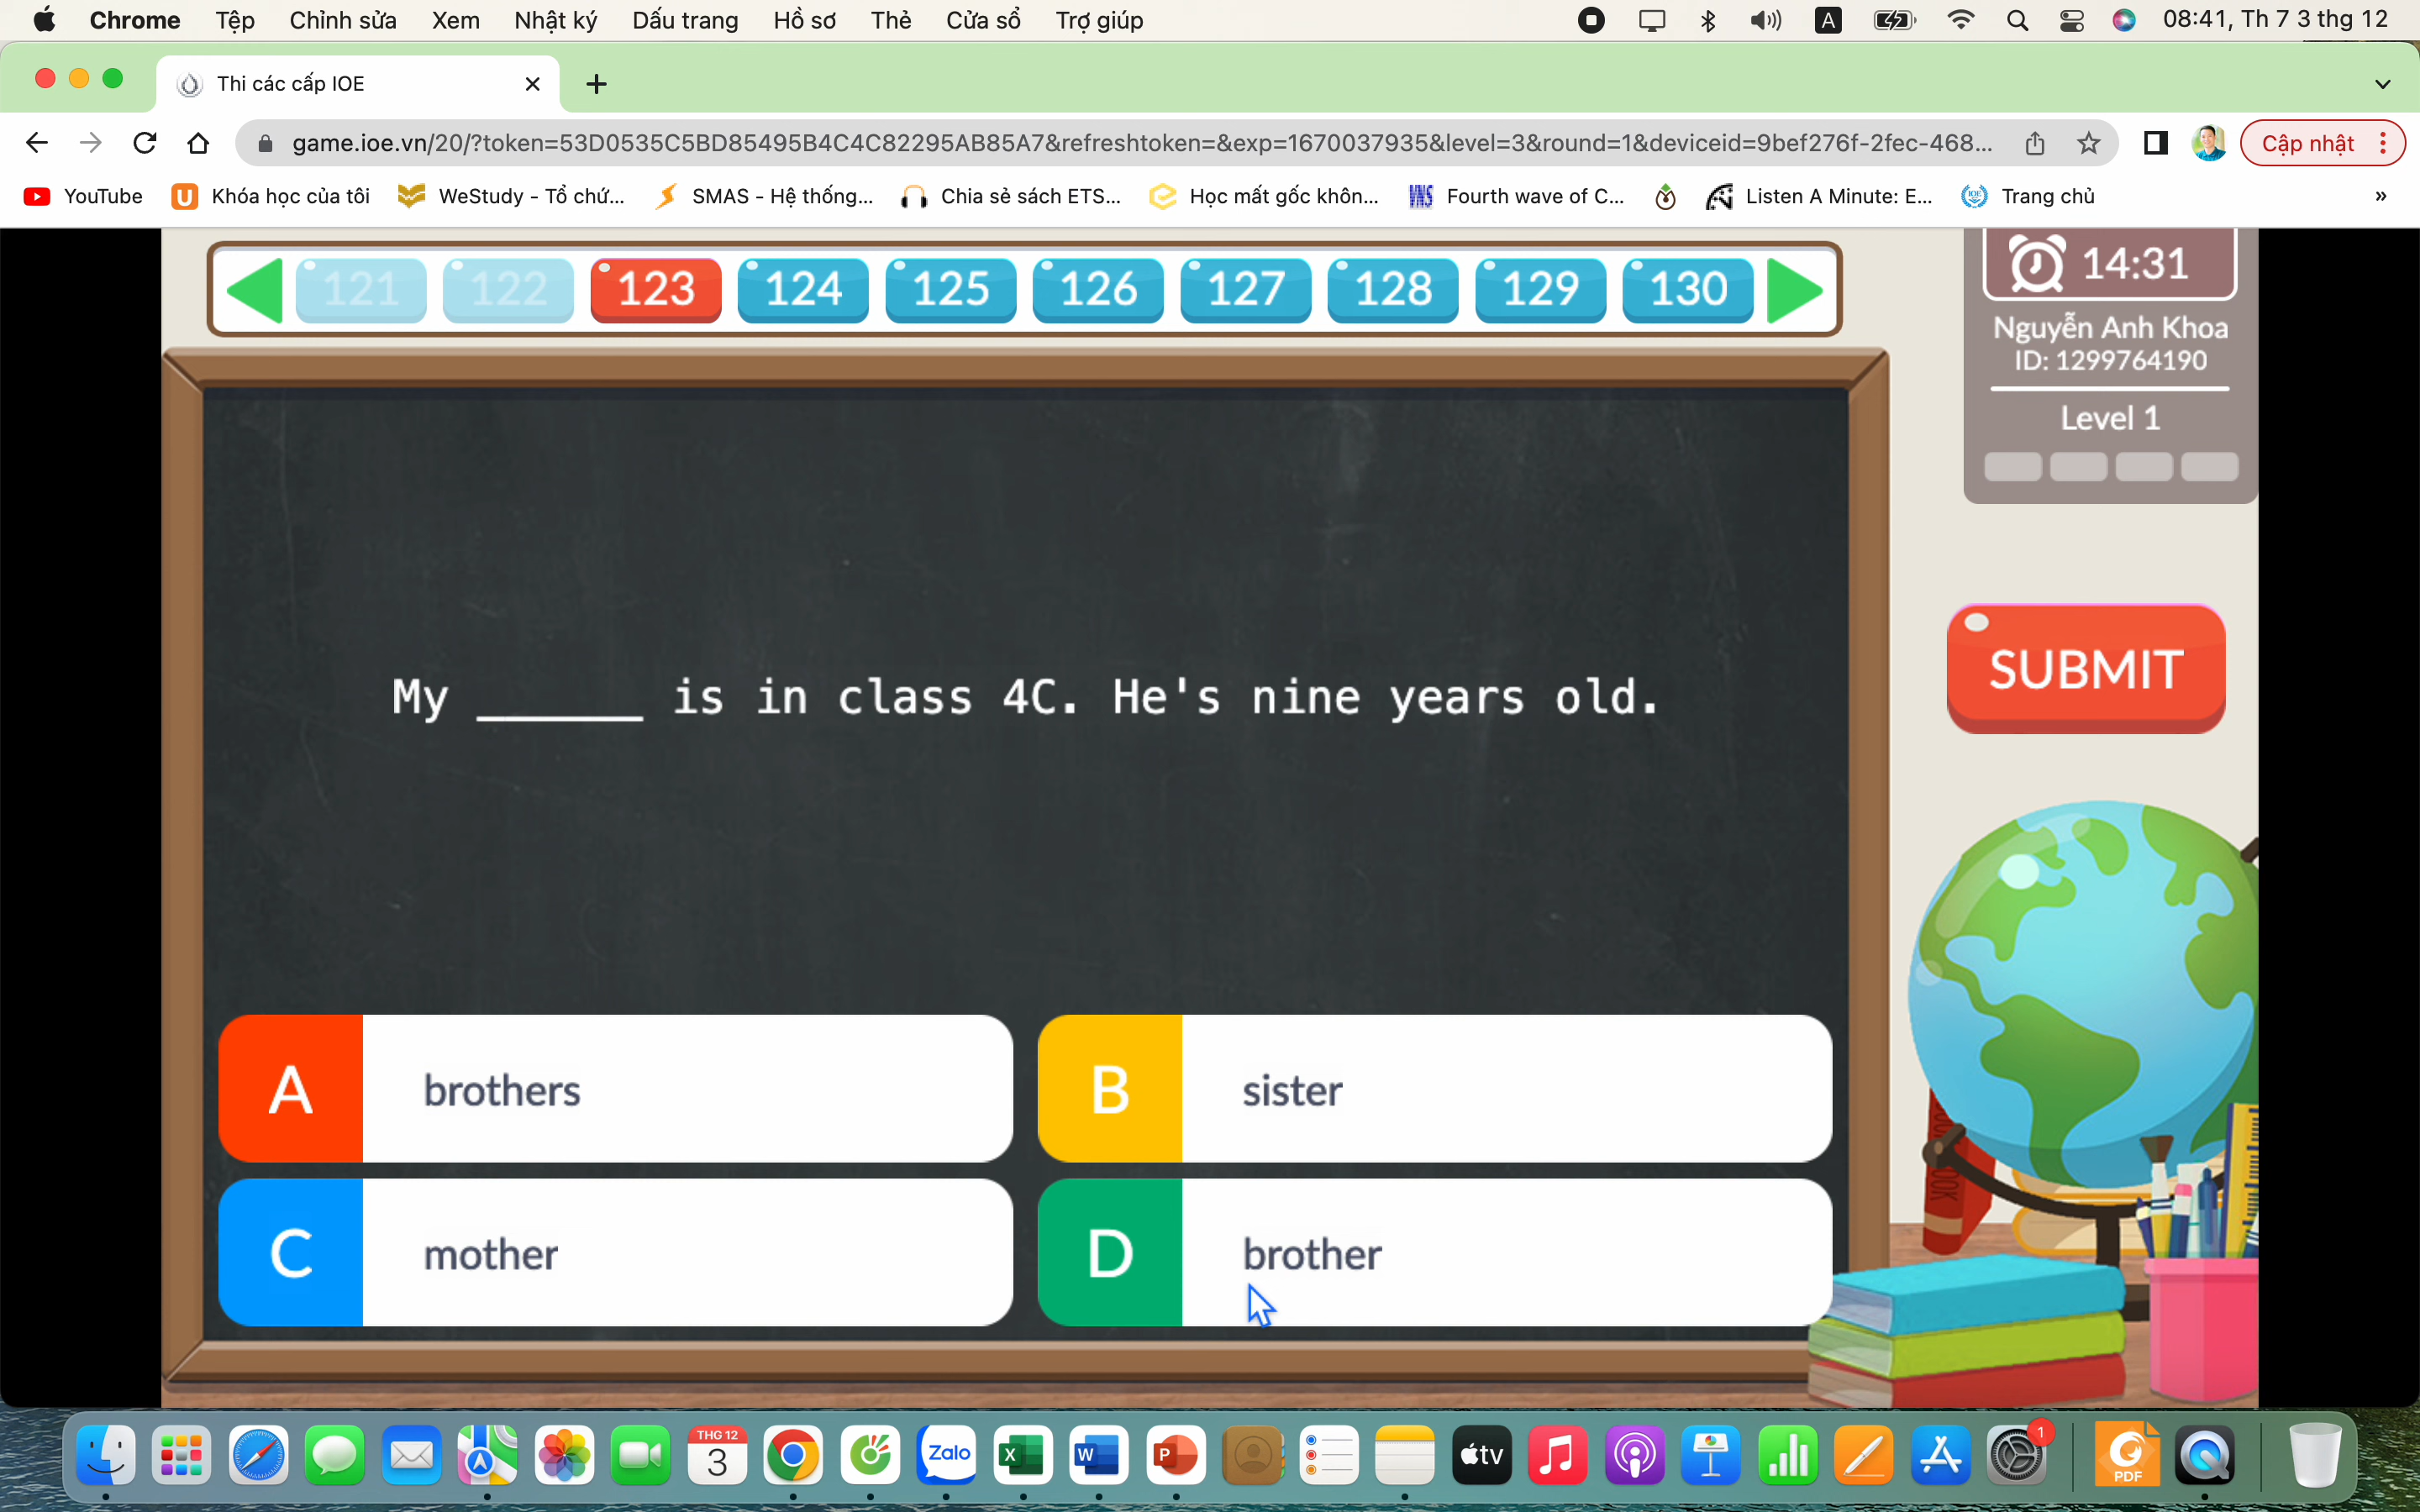 Chrome Tệp Chỉnh sửa Xem Nhật ký Dấu trang Hồ sơ Thẻ Cửa sổ Trợ giúp A 08:41, Th 7 3 thg 12
Thi các cấp IOE
game.ioe.vn/20/?token=53D0535C5BD85495B4C4C82295AB85A7&refreshtoken=&exp=1670037935&level=3&round=1&deviceid=9bef276f-2fec-468... Cập nhật
YouTube Khóa học của tôi WeStudy - Tổ chứ... SMAS - Hệ thống... Chia sẻ sách ETS... Học mất gốc khôn... Fourth wave of C... Listen A Minute: E... Trang chủ »
121 122 123 124 125 126 127 128 129 130
14:31
Nguyễn Anh Khoa
ID: 1299764190
Level 1
My ______ is in class 4C. He's nine years old.
SUBMIT
A brothers
B sister
C mother
D brother
BOOK
THG 12
3
Zalo
X
W
P
tv
1
PDF